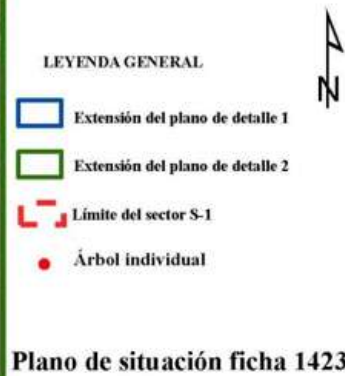 LEYENDA GENERAL
N
Extensión del plano de detalle 1
Extensión del plano de detalle 2
Límite del sector S-1
Árbol individual
Plano de situación ficha 1423